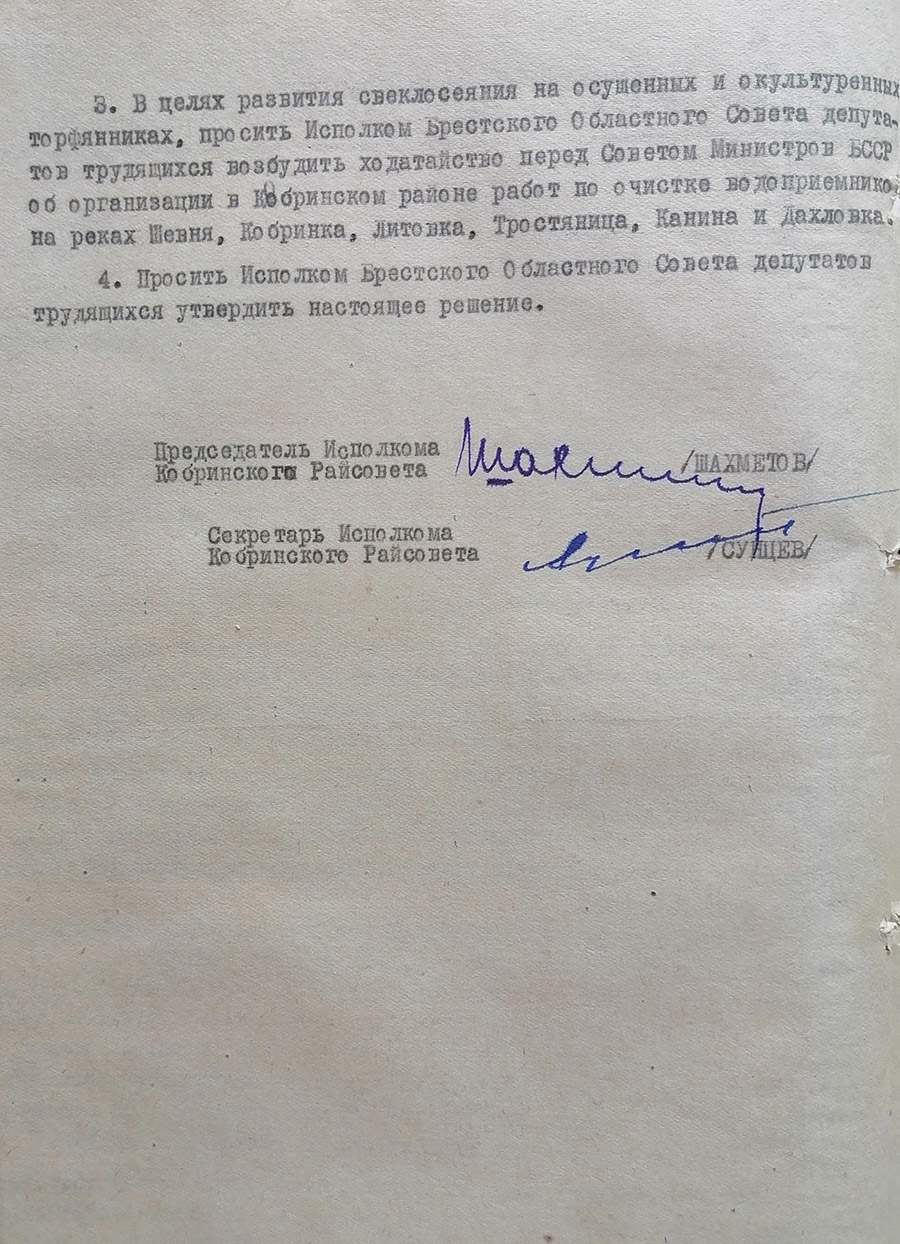 3. В целях развития свеклосеяния на осушенных и окультуренных
торфянниках, просить Исполком Брестского Областного Совета депута-
тов трудящихся возбудить ходатайство перед Советом Министров БССР
об организации в Кобринском районе работ по очистке водоприемнико
на реках Шевня, Кобринка, Литовка, Тростяница, Канина и Дахловка.
4. Просить Исполком Брестского Областного Совета депутатов
трудящихся утвердить настоящее решение.
Председатель Исполкома
Кобринского Райсовета /ШАХМЕТОВ/
Секретарь Исполкома
Кобринского Райсовета /СУНЦЕВ/